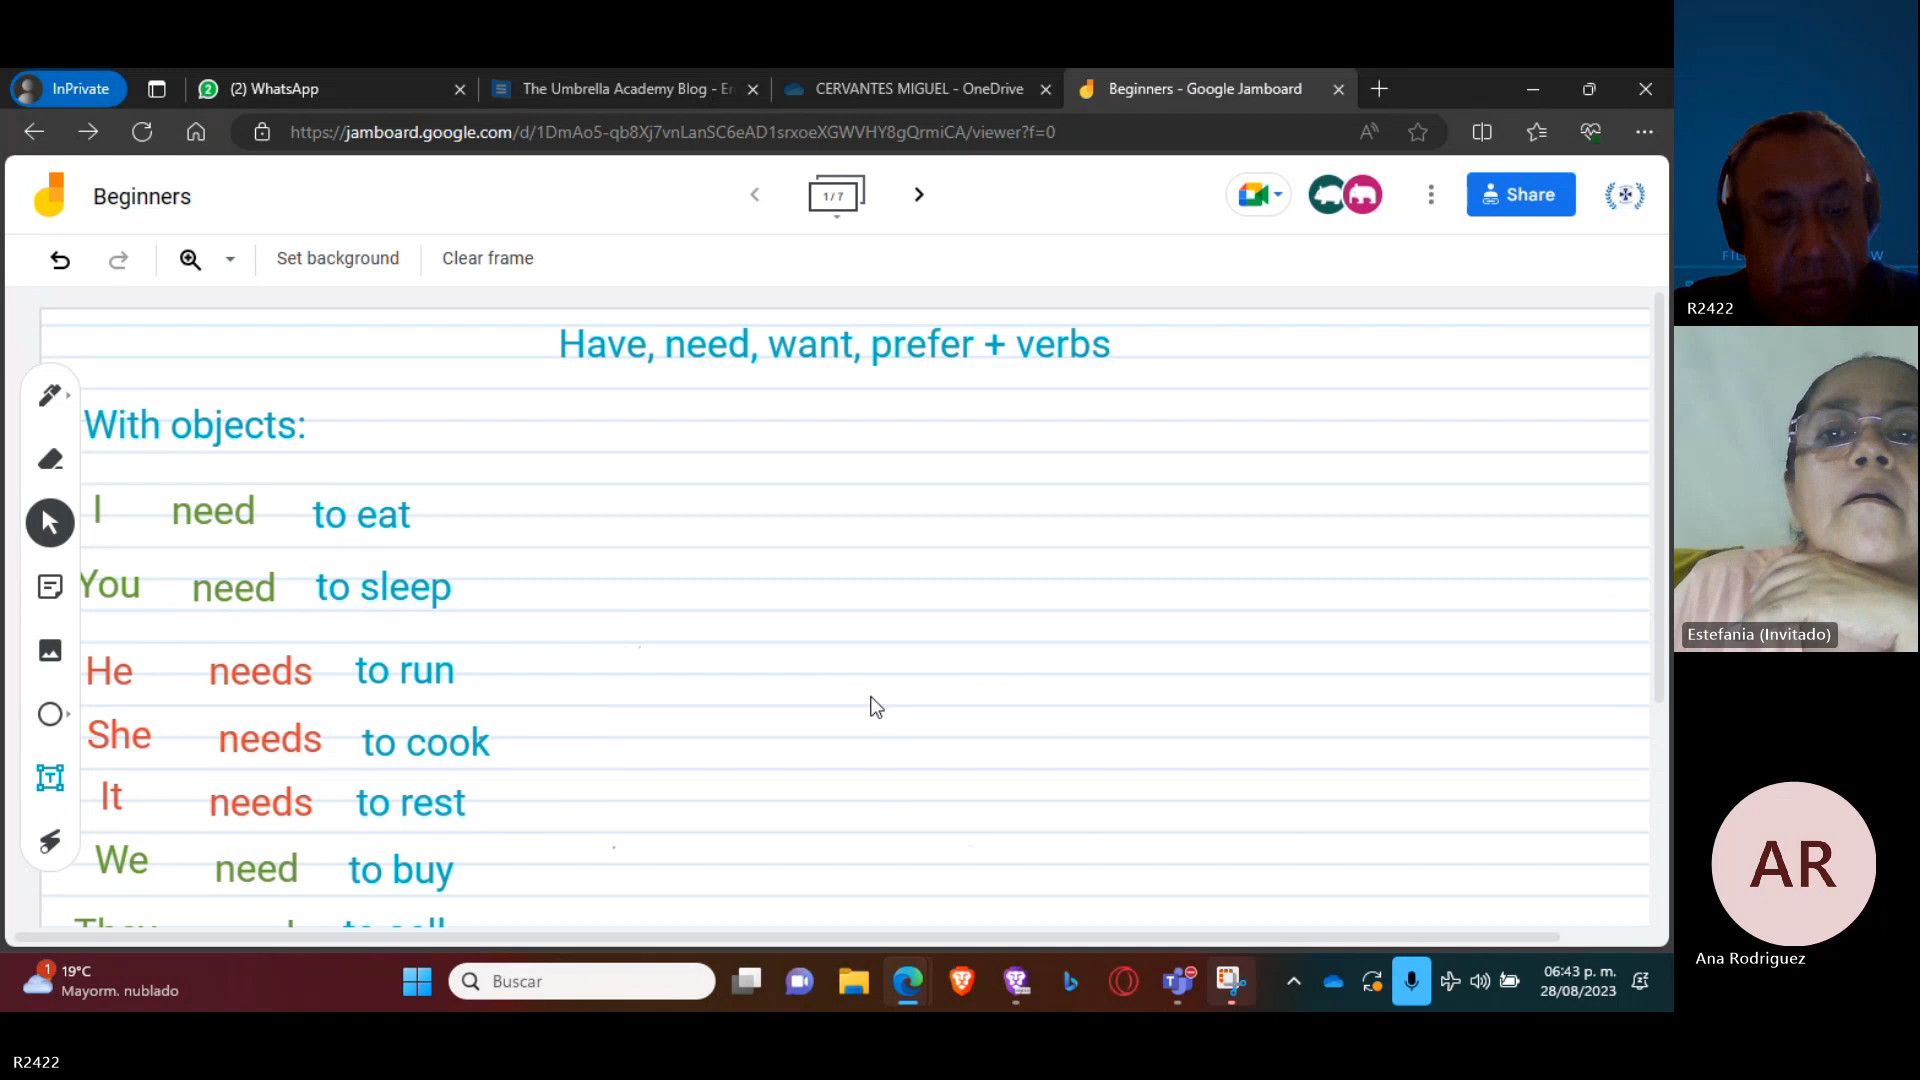 InPrivate
(2) WhatsApp
The Umbrella Academy Blog - En
CERVANTES MIGUEL - OneDrive
Beginners - Google Jamboard
https://jamboard.google.com/d/1DmAo5-qb8Xj7vnLanSC6eAD1srxoeXGWVHY8gQrmiCA/viewer?f=0
Beginners
1/7
Share
Set background
Clear frame
Have, need, want, prefer + verbs
With objects:
I need to eat
You need to sleep
He needs to run
She needs to cook
It needs to rest
We need to buy
R2422
Estefania (Invitado)
AR
Ana Rodriguez
1
19°C
Mayorm. nublado
Buscar
06:43 p. m.
28/08/2023
R2422